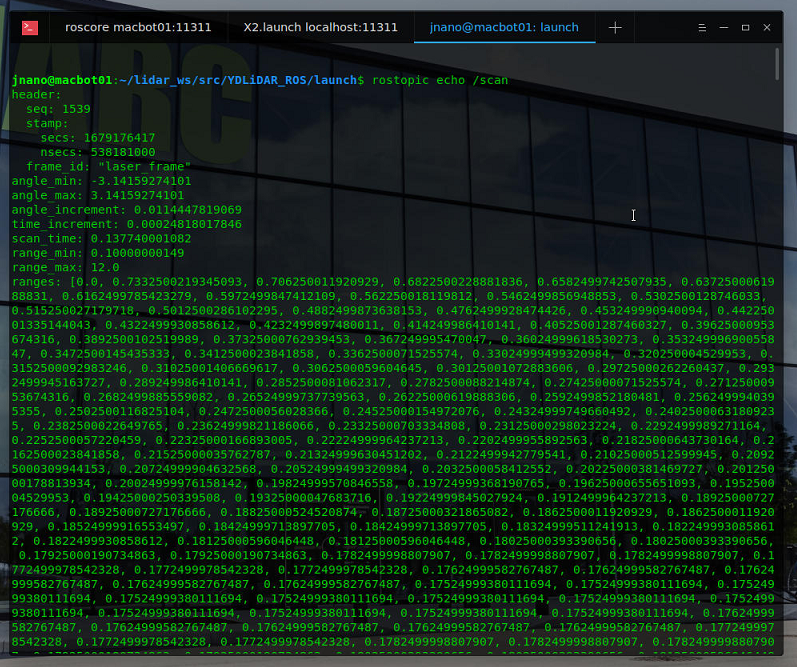 roscore macbot01:11311 X2.launch localhost:11311 jnano@macbot01: launch
jnano@macbot01:~/lidar_ws/src/YDLiDAR_ROS/launch$ rostopic echo /scan
header:
seq: 1539
stamp:
secs: 1679176417
nsecs: 538181000
frame_id: "laser_frame"
angle_min: -3.14159274101
angle_max: 3.14159274101
angle_increment: 0.0114447819069
time_increment: 0.00024818017846
scan_time: 0.137740001082
range_min: 0.10000000149
range_max: 12.0
ranges: [0.0, 0.7332500219345093, 0.706250011920929, 0.6822500228881836, 0.6582499742507935, 0.63725000619
88831, 0.6162499785423279, 0.5972499847412109, 0.562250018119812, 0.5462499856948853, 0.5302500128746033,
0.515250027179718, 0.5012500286102295, 0.4882499873638153, 0.4762499928474426, 0.453249990940094, 0.44225
01335144043, 0.4322499930858612, 0.423249989748001, 0.414249986410141, 0.40525001287460327, 0.39625000953
674316, 0.3892500102519989, 0.37325000762939453, 0.367249995470047, 0.36024999618530273, 0.35324999690055
847, 0.3472500145435333, 0.3412500023841858, 0.3362500071525574, 0.33024999499320984, 0.320250004529953, 0.
3152500092983246, 0.31025001406669617, 0.3062500059604645, 0.30125001072883606, 0.29725000262260437, 0.293
2499945163727, 0.289249986410141, 0.2852500081062317, 0.2782500088214874, 0.27425000071525574, 0.271250009
53674316, 0.2682499885559082, 0.26524999737739563, 0.26225000619888306, 0.2592499852180481, 0.256249994039
5355, 0.2502500116825104, 0.2472500056028366, 0.24525000154972076, 0.24324999749660492, 0.2402500063180923
5, 0.2382500022649765, 0.23624999821186066, 0.23325000703334808, 0.2312500298023224, 0.2292499989271164,
0.2252500057220459, 0.22325000166893005, 0.22224999964237213, 0.2202499955892563, 0.21825000643730164, 0.2
162500023841858, 0.21525000035762787, 0.21324999630451202, 0.2122499942779541, 0.21025000512599945, 0.2092
5000309944153, 0.20724999904632568, 0.20524999499320984, 0.2032500058412552, 0.20225000381469727, 0.201250
00178813934, 0.20024999976158142, 0.19824999570846558, 0.19724999368190765, 0.1962500065565​1093, 0.1952500
04529953, 0.19425000250339508, 0.19325000047683716, 0.19224999845027924, 0.1912499964237213, 0.18925000727
176666, 0.18925000727176666, 0.18825000524520874, 0.18725000321865082, 0.1862500011920929, 0.1862500011920
929, 0.18524999916553497, 0.18424999713897705, 0.18424999713897705, 0.1832499511241913, 0.182249993085861
2, 0.1822499930858612, 0.18125000596046448, 0.18125000596046448, 0.18025000393390656, 0.18025000393390656,
0.17925000190734863, 0.17925000190734863, 0.1782499998807907, 0.1782499998807907, 0.1782499998807907, 0.1
772499978542328, 0.1772499978542328, 0.1772499978542328, 0.17624999582767487, 0.17624999582767487, 0.17624
999582767487, 0.17624999582767487, 0.17624999582767487, 0.17524999380111694, 0.17524999380111694, 0.175249
99380111694, 0.17524999380111694, 0.17524999380111694, 0.17524999380111694, 0.17524999380111694, 0.1752499
9380111694, 0.17524999380111694, 0.17524999380111694, 0.17524999380111694, 0.17524999380111694, 0.17624999
582767487, 0.17624999582767487, 0.17624999582767487, 0.17624999582767487, 0.17624999582767487, 0.177249997
8542328, 0.1772499978542328, 0.1772499978542328, 0.1782499998807907, 0.1782499998807907, 0.178249999880790